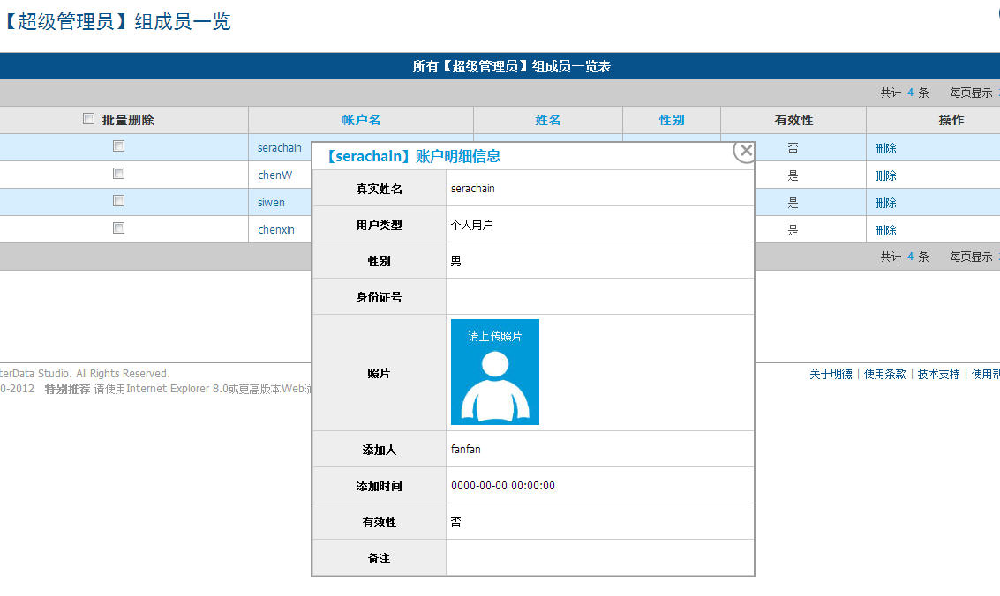 【超级管理员】组成员一览
所有【超级管理员】组成员一览表
共计 4 条 每页显示
批量删除 帐户名 姓名 性别 有效性 操作
serachain 否 删除
chenW 是 删除
siwen 是 删除
chenxin 是 删除
共计 4 条 每页显示
【serachain】账户明细信息
真实姓名 serachain
用户类型 个人用户
性别 男
身份证号
照片 请上传照片
添加人 fanfan
添加时间 0000-00-00 00:00:00
有效性 否
备注
terData Studio. All Rights Reserved.
0-2012 特别推荐 请使用Internet Explorer 8.0或更高版本Web
关于明德 | 使用条款 | 技术支持 | 使用帮